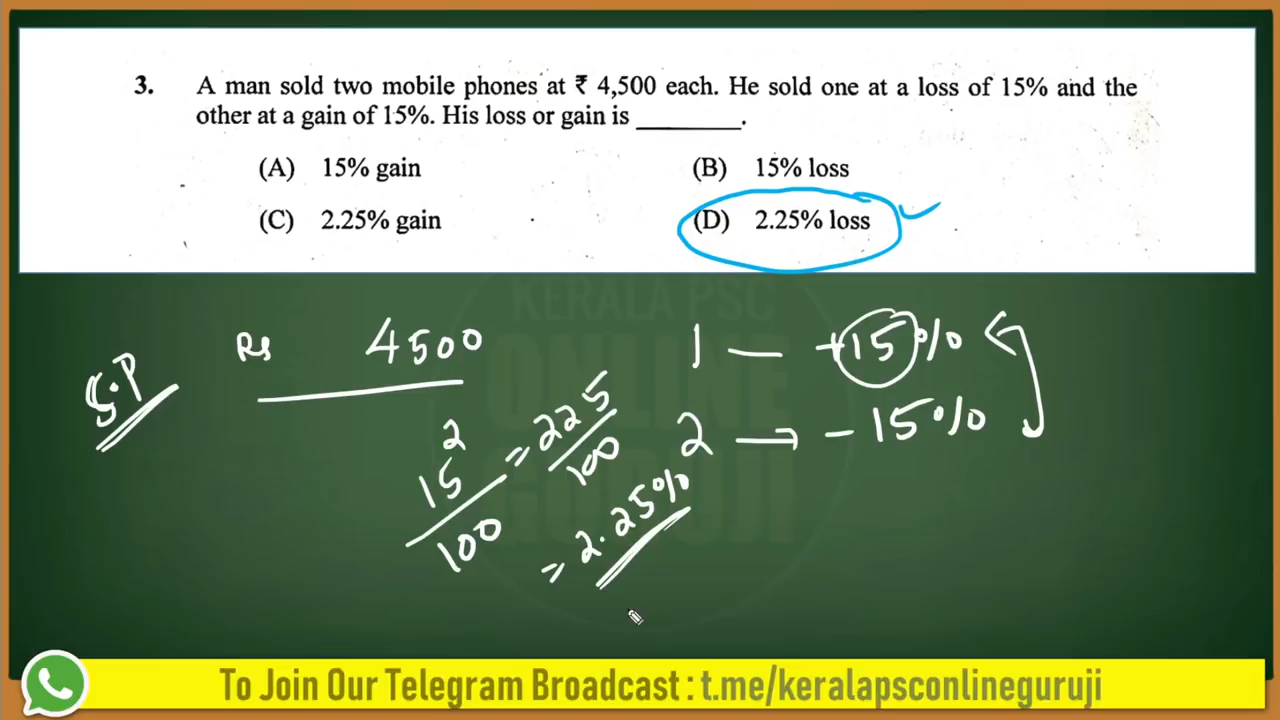 3. A man sold two mobile phones at ₹ 4,500 each. He sold one at a loss of 15% and the
other at a gain of 15%. His loss or gain is ________.
(A) 15% gain (B) 15% loss
(C) 2.25% gain (D) 2.25% loss
KERALA PSC
ONLINE
GURUJI
S.P Rs 4500
1 — +15%
2 → -15%
15²/100 = 225/100
= 2.25%
To Join Our Telegram Broadcast : t.me/keralapsconlineguruji